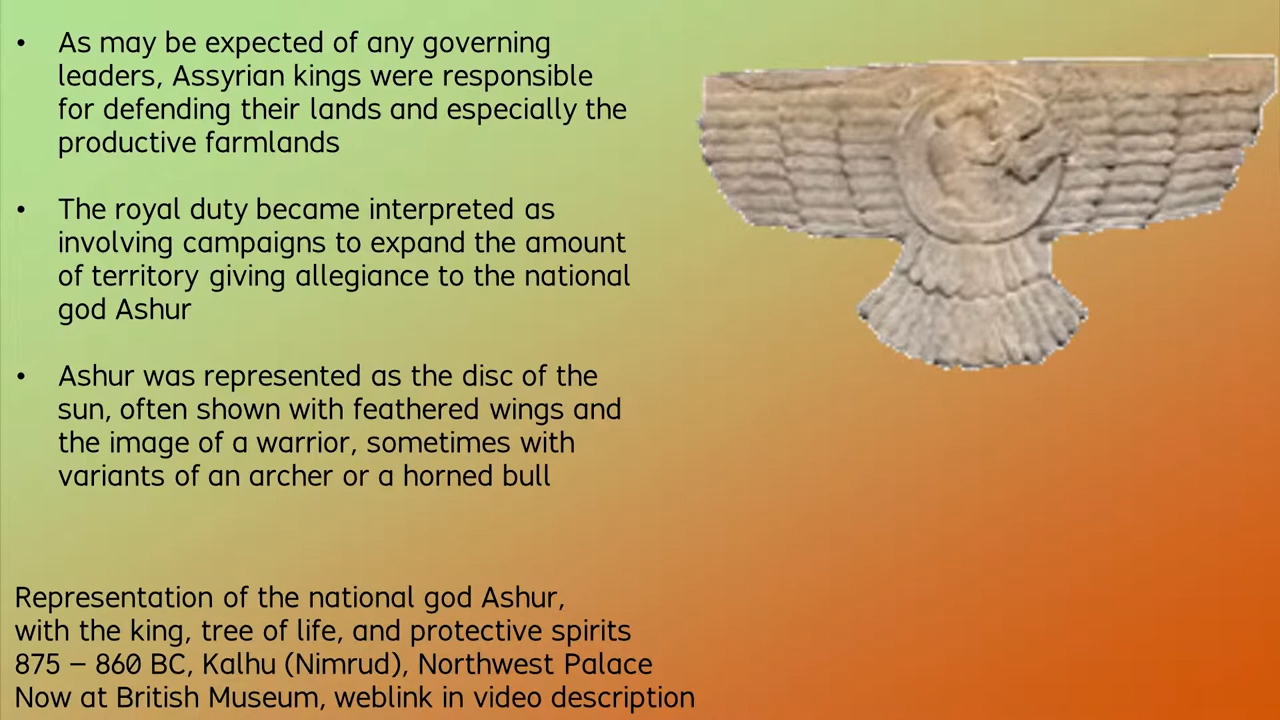 • As may be expected of any governing
leaders, Assyrian kings were responsible
for defending their lands and especially the
productive farmlands
• The royal duty became interpreted as
involving campaigns to expand the amount
of territory giving allegiance to the national
god Ashur
• Ashur was represented as the disc of the
sun, often shown with feathered wings and
the image of a warrior, sometimes with
variants of an archer or a horned bull
Representation of the national god Ashur,
with the king, tree of life, and protective spirits
875 – 860 BC, Kalhu (Nimrud), Northwest Palace
Now at British Museum, weblink in video description